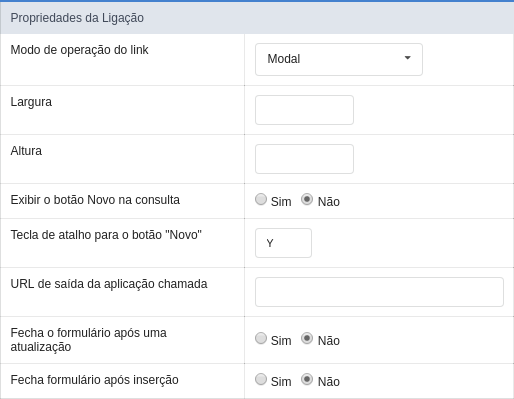 Propriedades da Ligação
Modo de operação do link
Modal
Largura
Altura
Exibir o botão Novo na consulta
Sim Não
Tecla de atalho para o botão "Novo"
Y
URL de saída da aplicação chamada
Fecha o formulário após uma
atualização
Sim Não
Fecha formulário após inserção
Sim Não